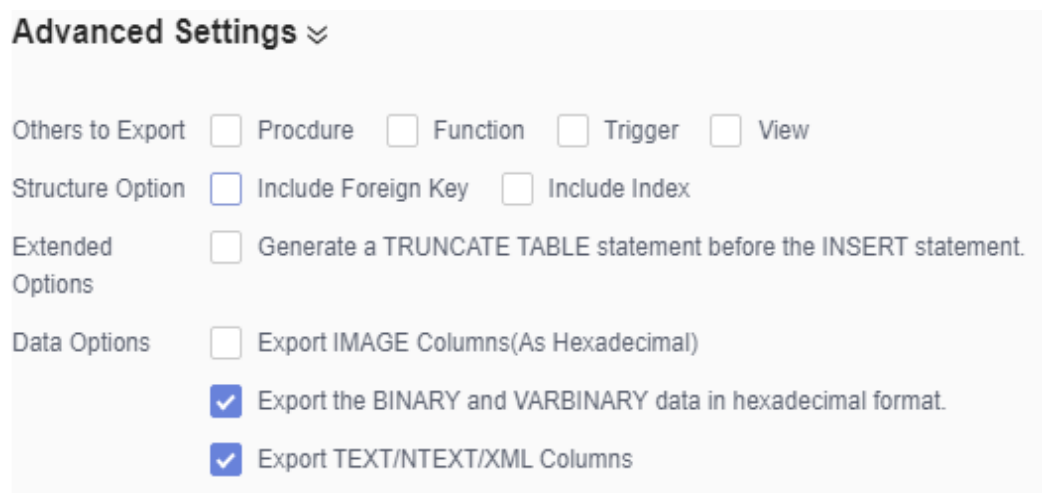 Advanced Settings
Others to Export Procdure Function Trigger View
Structure Option Include Foreign Key Include Index
Extended Options Generate a TRUNCATE TABLE statement before the INSERT statement.
Data Options Export IMAGE Columns(As Hexadecimal)
Export the BINARY and VARBINARY data in hexadecimal format.
Export TEXT/NTEXT/XML Columns